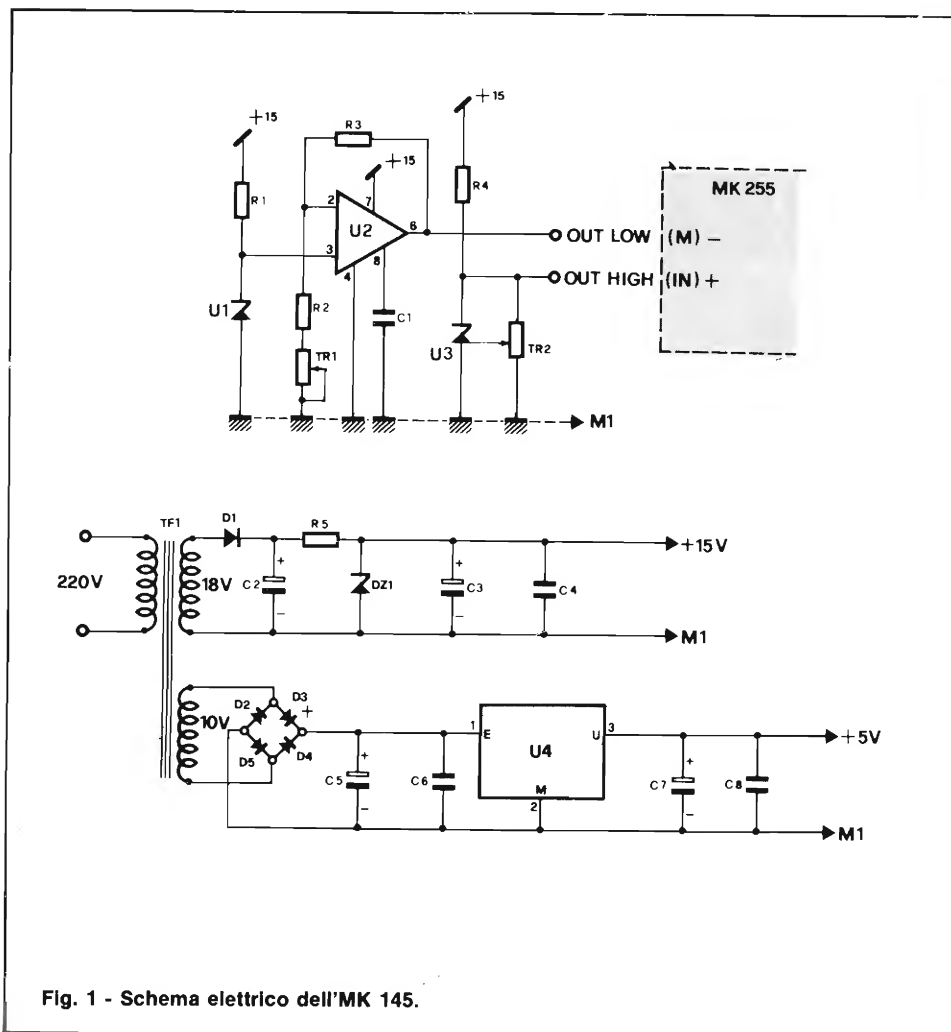 +15
+15
R3
+15
R4
MK 255
R1
2
7
U2
6
OUT LOW (M) −
3
8
4
OUT HIGH (IN) +
U1
R2
C1
U3
TR2
TR1
M1
TF1
D1
R5
+15V
220V
18V
+
C2
−
DZ1
+
C3
−
C4
M1
10V
D2
D3
+
D5
D4
1
E
U4
U
3
+5V
+
C5
−
C6
M
2
+
C7
−
C8
M1
Fig. 1 - Schema elettrico dell'MK 145.